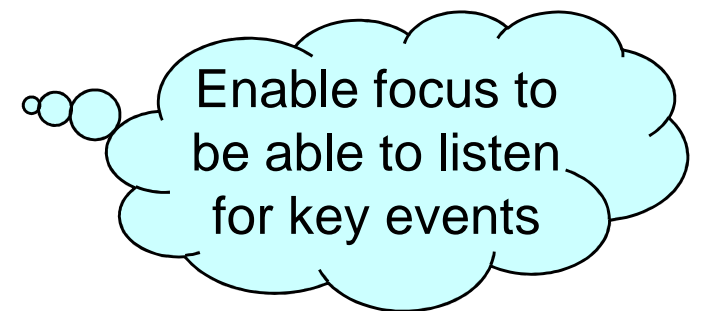 Enable focus to
be able to listen
for key events